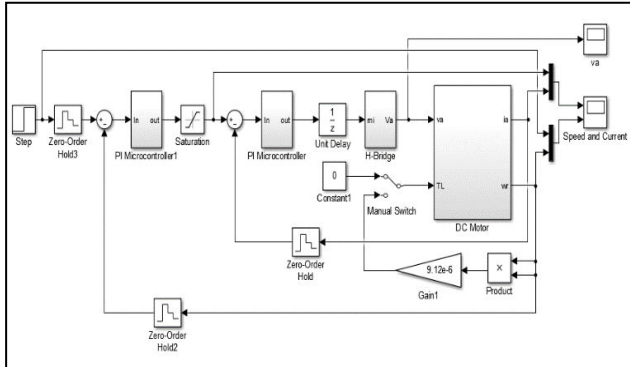 va
Step
Zero-Order
Hold3
In out
PI Microcontroller1
Saturation
In out
PI Microcontroller
1
z
Unit Delay
mi Va
H-Bridge
va
TL
ia
wr
DC Motor
Speed and Current
0
Constant1
Manual Switch
Zero-Order
Hold
9.12e-6
Gain1
×
Product
Zero-Order
Hold2